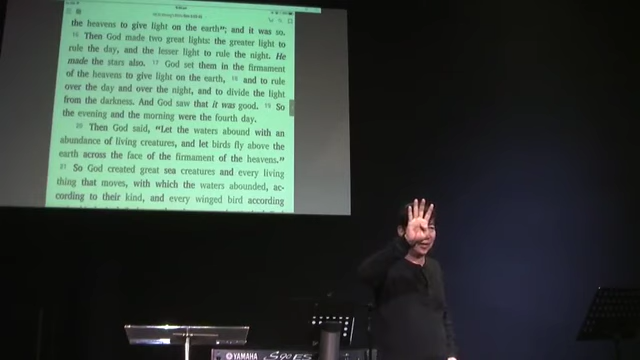 the heavens to give light on the earth"; and it was so.
16 Then God made two great lights: the greater light to
rule the day, and the lesser light to rule the night. He
made the stars also. 17 God set them in the firmament
of the heavens to give light on the earth, 18 and to rule
over the day and over the night, and to divide the light
from the darkness. And God saw that it was good. 19 So
the evening and the morning were the fourth day.
20 Then God said, "Let the waters abound with an
abundance of living creatures, and let birds fly above the
earth across the face of the firmament of the heavens."
21 So God created great sea creatures and every living
thing that moves, with which the waters abounded, ac-
cording to their kind, and every winged bird according
YAMAHA S90 ES